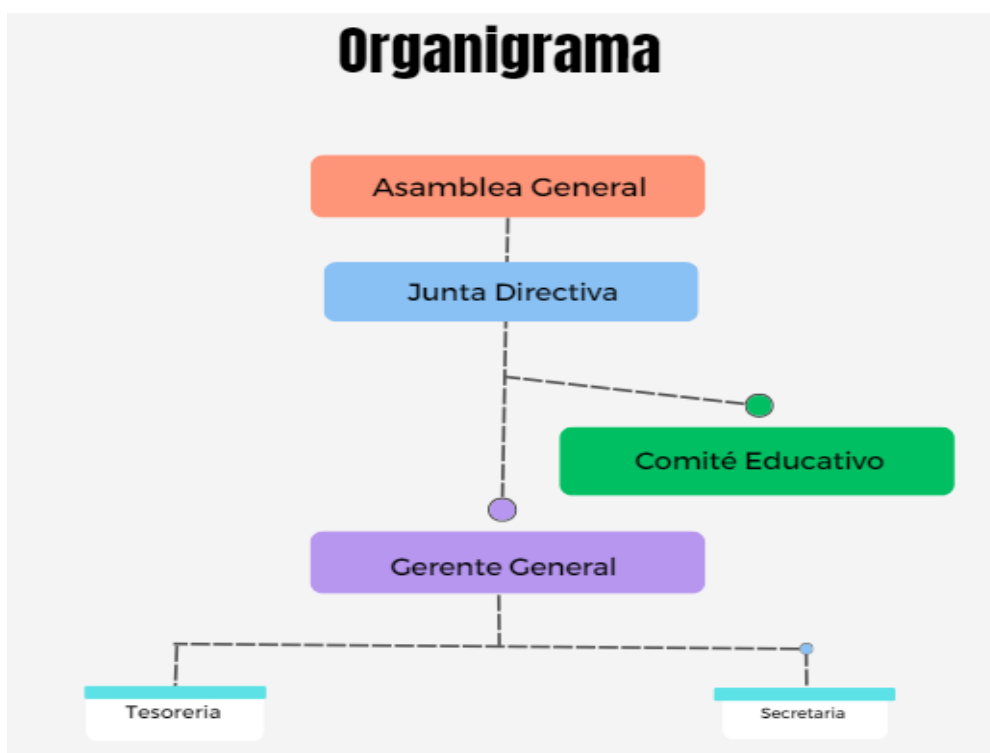 Organigrama
Asamblea General
Junta Directiva
Comité Educativo
Gerente General
Tesoreria
Secretaria